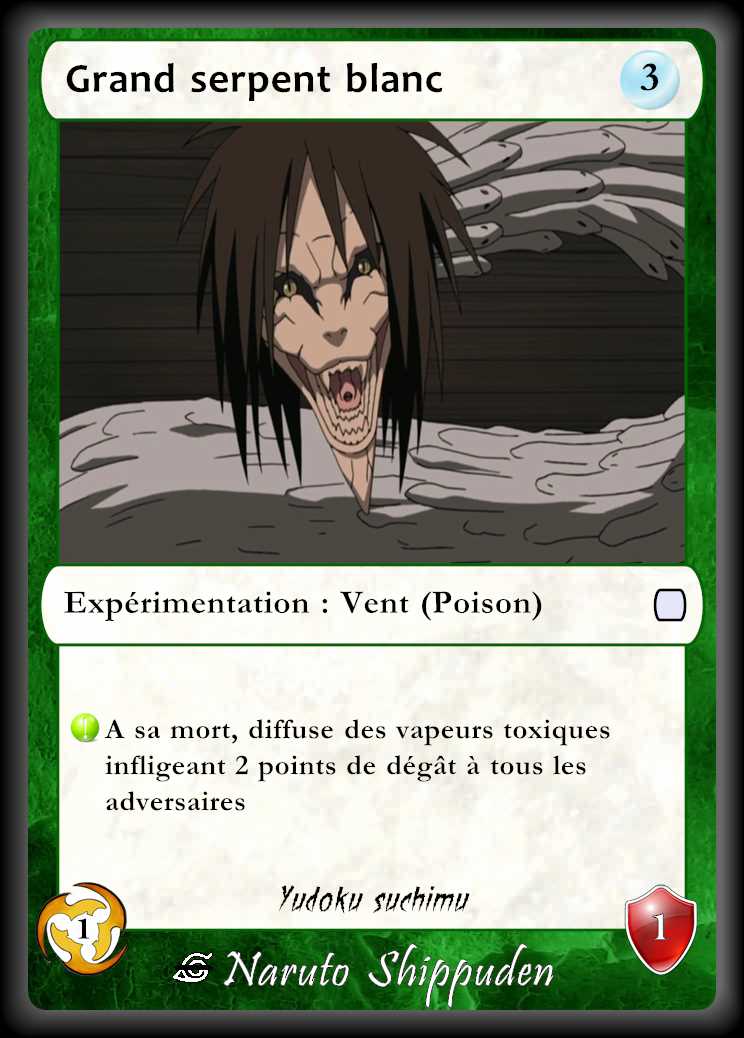 Grand serpent blanc
3
Expérimentation : Vent (Poison)
A sa mort, diffuse des vapeurs toxiques
infligeant 2 points de dégât à tous les
adversaires
Yudoku suchimu
1
1
Naruto Shippuden